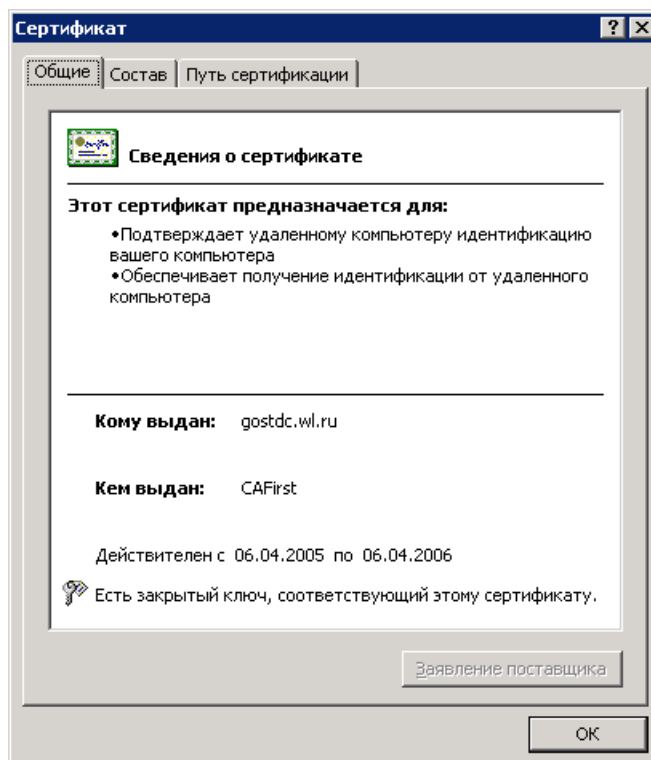 Сертификат
Общие Состав Путь сертификации
Сведения о сертификате
Этот сертификат предназначается для:
•Подтверждает удаленному компьютеру идентификацию
вашего компьютера
•Обеспечивает получение идентификации от удаленного
компьютера
Кому выдан: gostdc.wl.ru
Кем выдан: CAFirst
Действителен с 06.04.2005 по 06.04.2006
Есть закрытый ключ, соответствующий этому сертификату.
Заявление поставщика
ОК